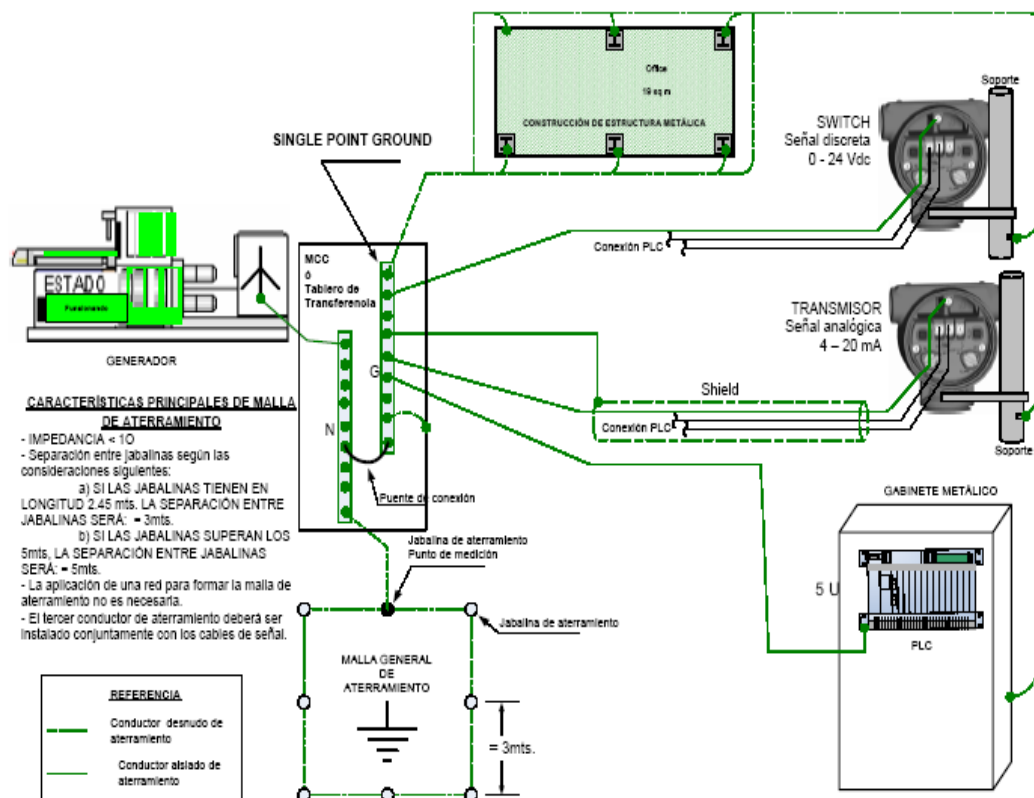 Office
19 sq m
CONSTRUCCIÓN DE ESTRUCTURA METÁLICA
Soporte
SWITCH
Señal discreta
0 - 24 Vdc
Conexión PLC
SINGLE POINT GROUND
MCC
ó
Tablero de
Transferencia
ESTADO
Funcionando
GENERADOR
TRANSMISOR
Señal analógica
4 – 20 mA
G
N
Shield
Conexión PLC
Soporte
Puente de conexión
CARACTERÍSTICAS PRINCIPALES DE MALLA
DE ATERRAMIENTO
- IMPEDANCIA < 1O
- Separación entre jabalinas según las
consideraciones siguientes:
a) SI LAS JABALINAS TIENEN EN
LONGITUD 2.45 mts. LA SEPARACIÓN ENTRE
JABALINAS SERÁ: = 3mts.
b) SI LAS JABALINAS SUPERAN LOS
5mts, LA SEPARACIÓN ENTRE JABALINAS
SERÁ: = 5mts.
- La aplicación de una red para formar la malla de
aterramiento no es necesaria.
- El tercer conductor de aterramiento deberá ser
instalado conjuntamente con los cables de señal.
Jabalina de aterramiento
Punto de medición
Jabalina de aterramiento
MALLA GENERAL
DE
ATERRAMIENTO
= 3mts.
GABINETE METÁLICO
5 U
PLC
REFERENCIA
Conductor desnudo de
aterramiento
Conductor aislado de
aterramiento